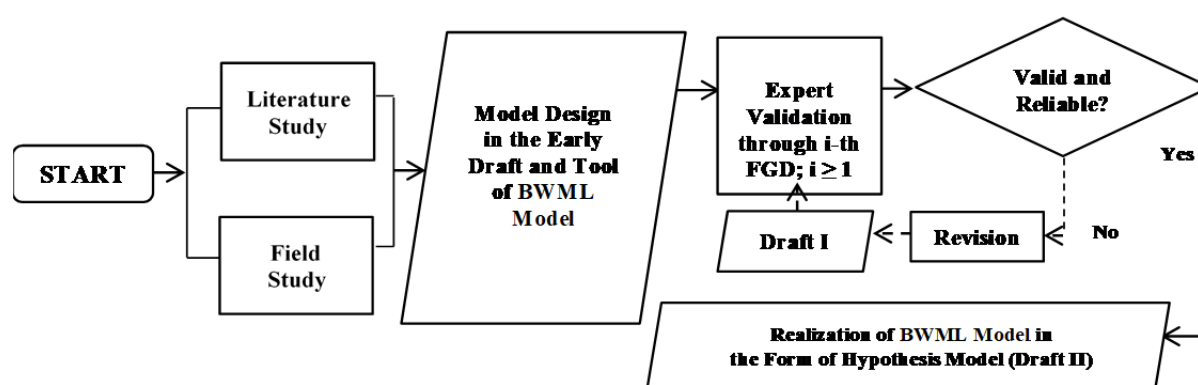 START
Literature
Study
Field
Study
Model Design
in the Early
Draft and Tool
of BWML
Model
Expert
Validation
through i-th
FGD; i ≥ 1
Valid and
Reliable?
Yes
No
Revision
Draft I
Realization of BWML Model in
the Form of Hypothesis Model (Draft II)